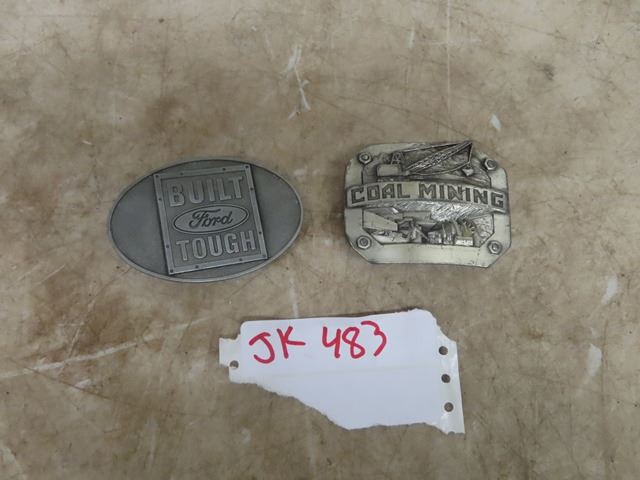 BUILT
Ford
TOUGH
COAL MINING
JK 483